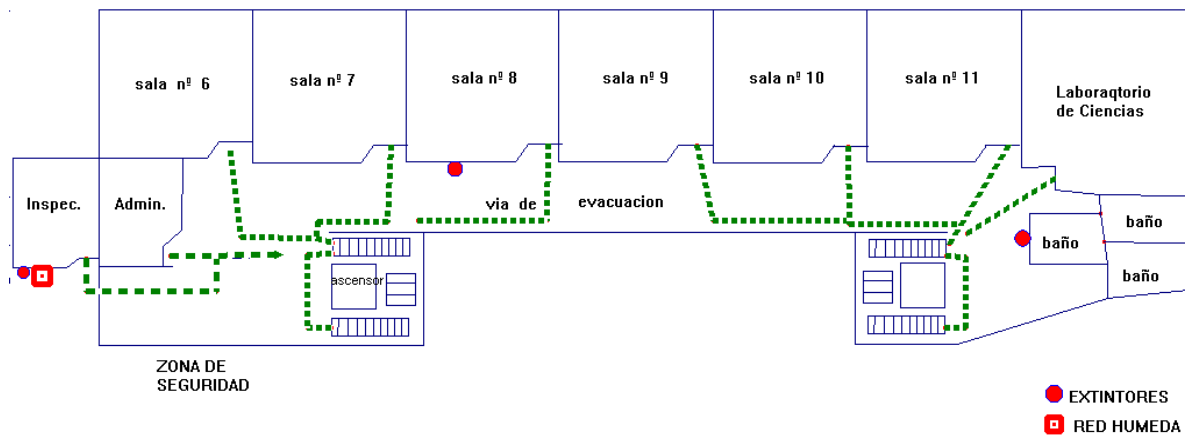 sala nº 6
sala nº 7
sala nº 8
sala nº 9
sala nº 10
sala nº 11
Laboraqtorio
de Ciencias
Inspec.
Admin.
via de
evacuacion
baño
baño
baño
ascensor
ZONA DE
SEGURIDAD
EXTINTORES
RED HUMEDA